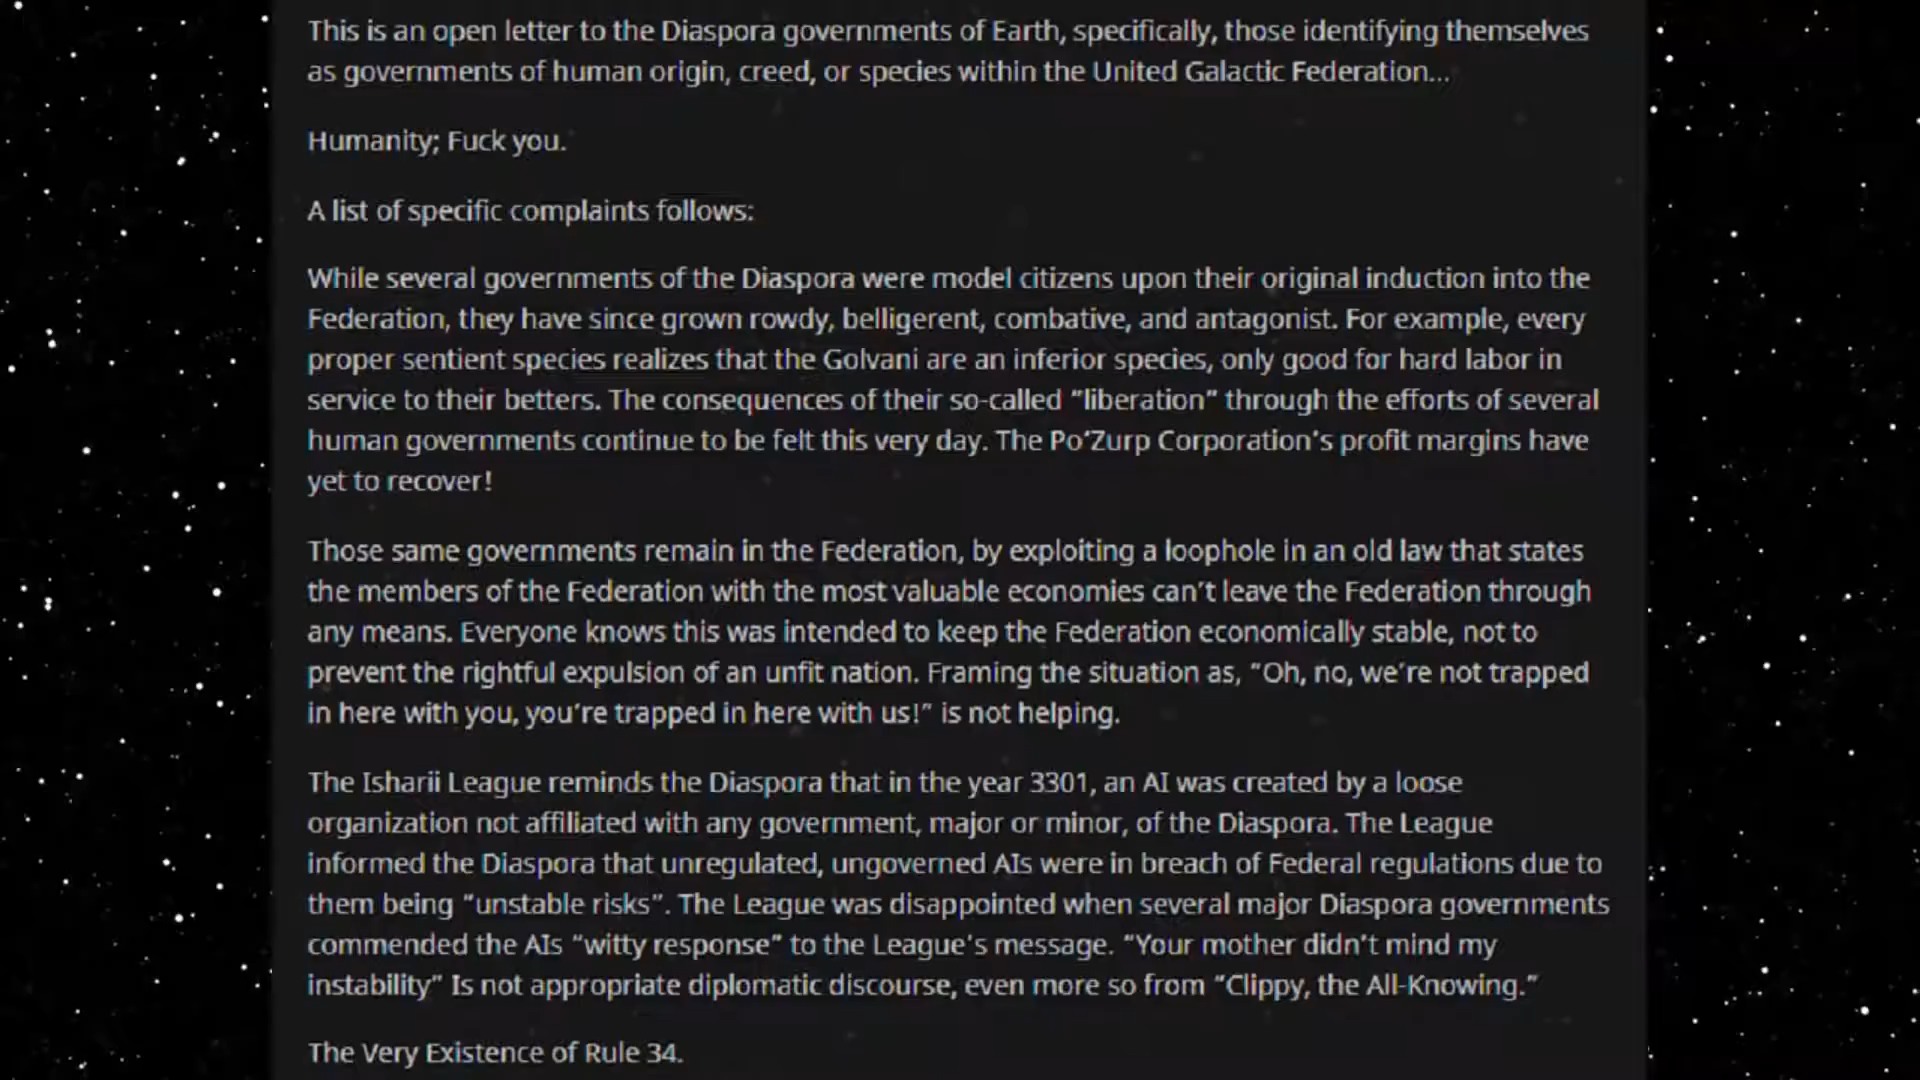 This is an open letter to the Diaspora governments of Earth, specifically, those identifying themselves
as governments of human origin, creed, or species within the United Galactic Federation...
Humanity; Fuck you.
A list of specific complaints follows:
While several governments of the Diaspora were model citizens upon their original induction into the
Federation, they have since grown rowdy, belligerent, combative, and antagonist. For example, every
proper sentient species realizes that the Golvani are an inferior species, only good for hard labor in
service to their betters. The consequences of their so-called “liberation” through the efforts of several
human governments continue to be felt this very day. The Po’Zurp Corporation’s profit margins have
yet to recover!
Those same governments remain in the Federation, by exploiting a loophole in an old law that states
the members of the Federation with the most valuable economies can’t leave the Federation through
any means. Everyone knows this was intended to keep the Federation economically stable, not to
prevent the rightful expulsion of an unfit nation. Framing the situation as, “Oh, no, we’re not trapped
in here with you, you’re trapped in here with us!” is not helping.
The Isharii League reminds the Diaspora that in the year 3301, an AI was created by a loose
organization not affiliated with any government, major or minor, of the Diaspora. The League
informed the Diaspora that unregulated, ungoverned AIs were in breach of Federal regulations due to
them being “unstable risks”. The League was disappointed when several major Diaspora governments
commended the AIs “witty response” to the League’s message. “Your mother didn’t mind my
instability” Is not appropriate diplomatic discourse, even more so from “Clippy, the All-Knowing.”
The Very Existence of Rule 34.